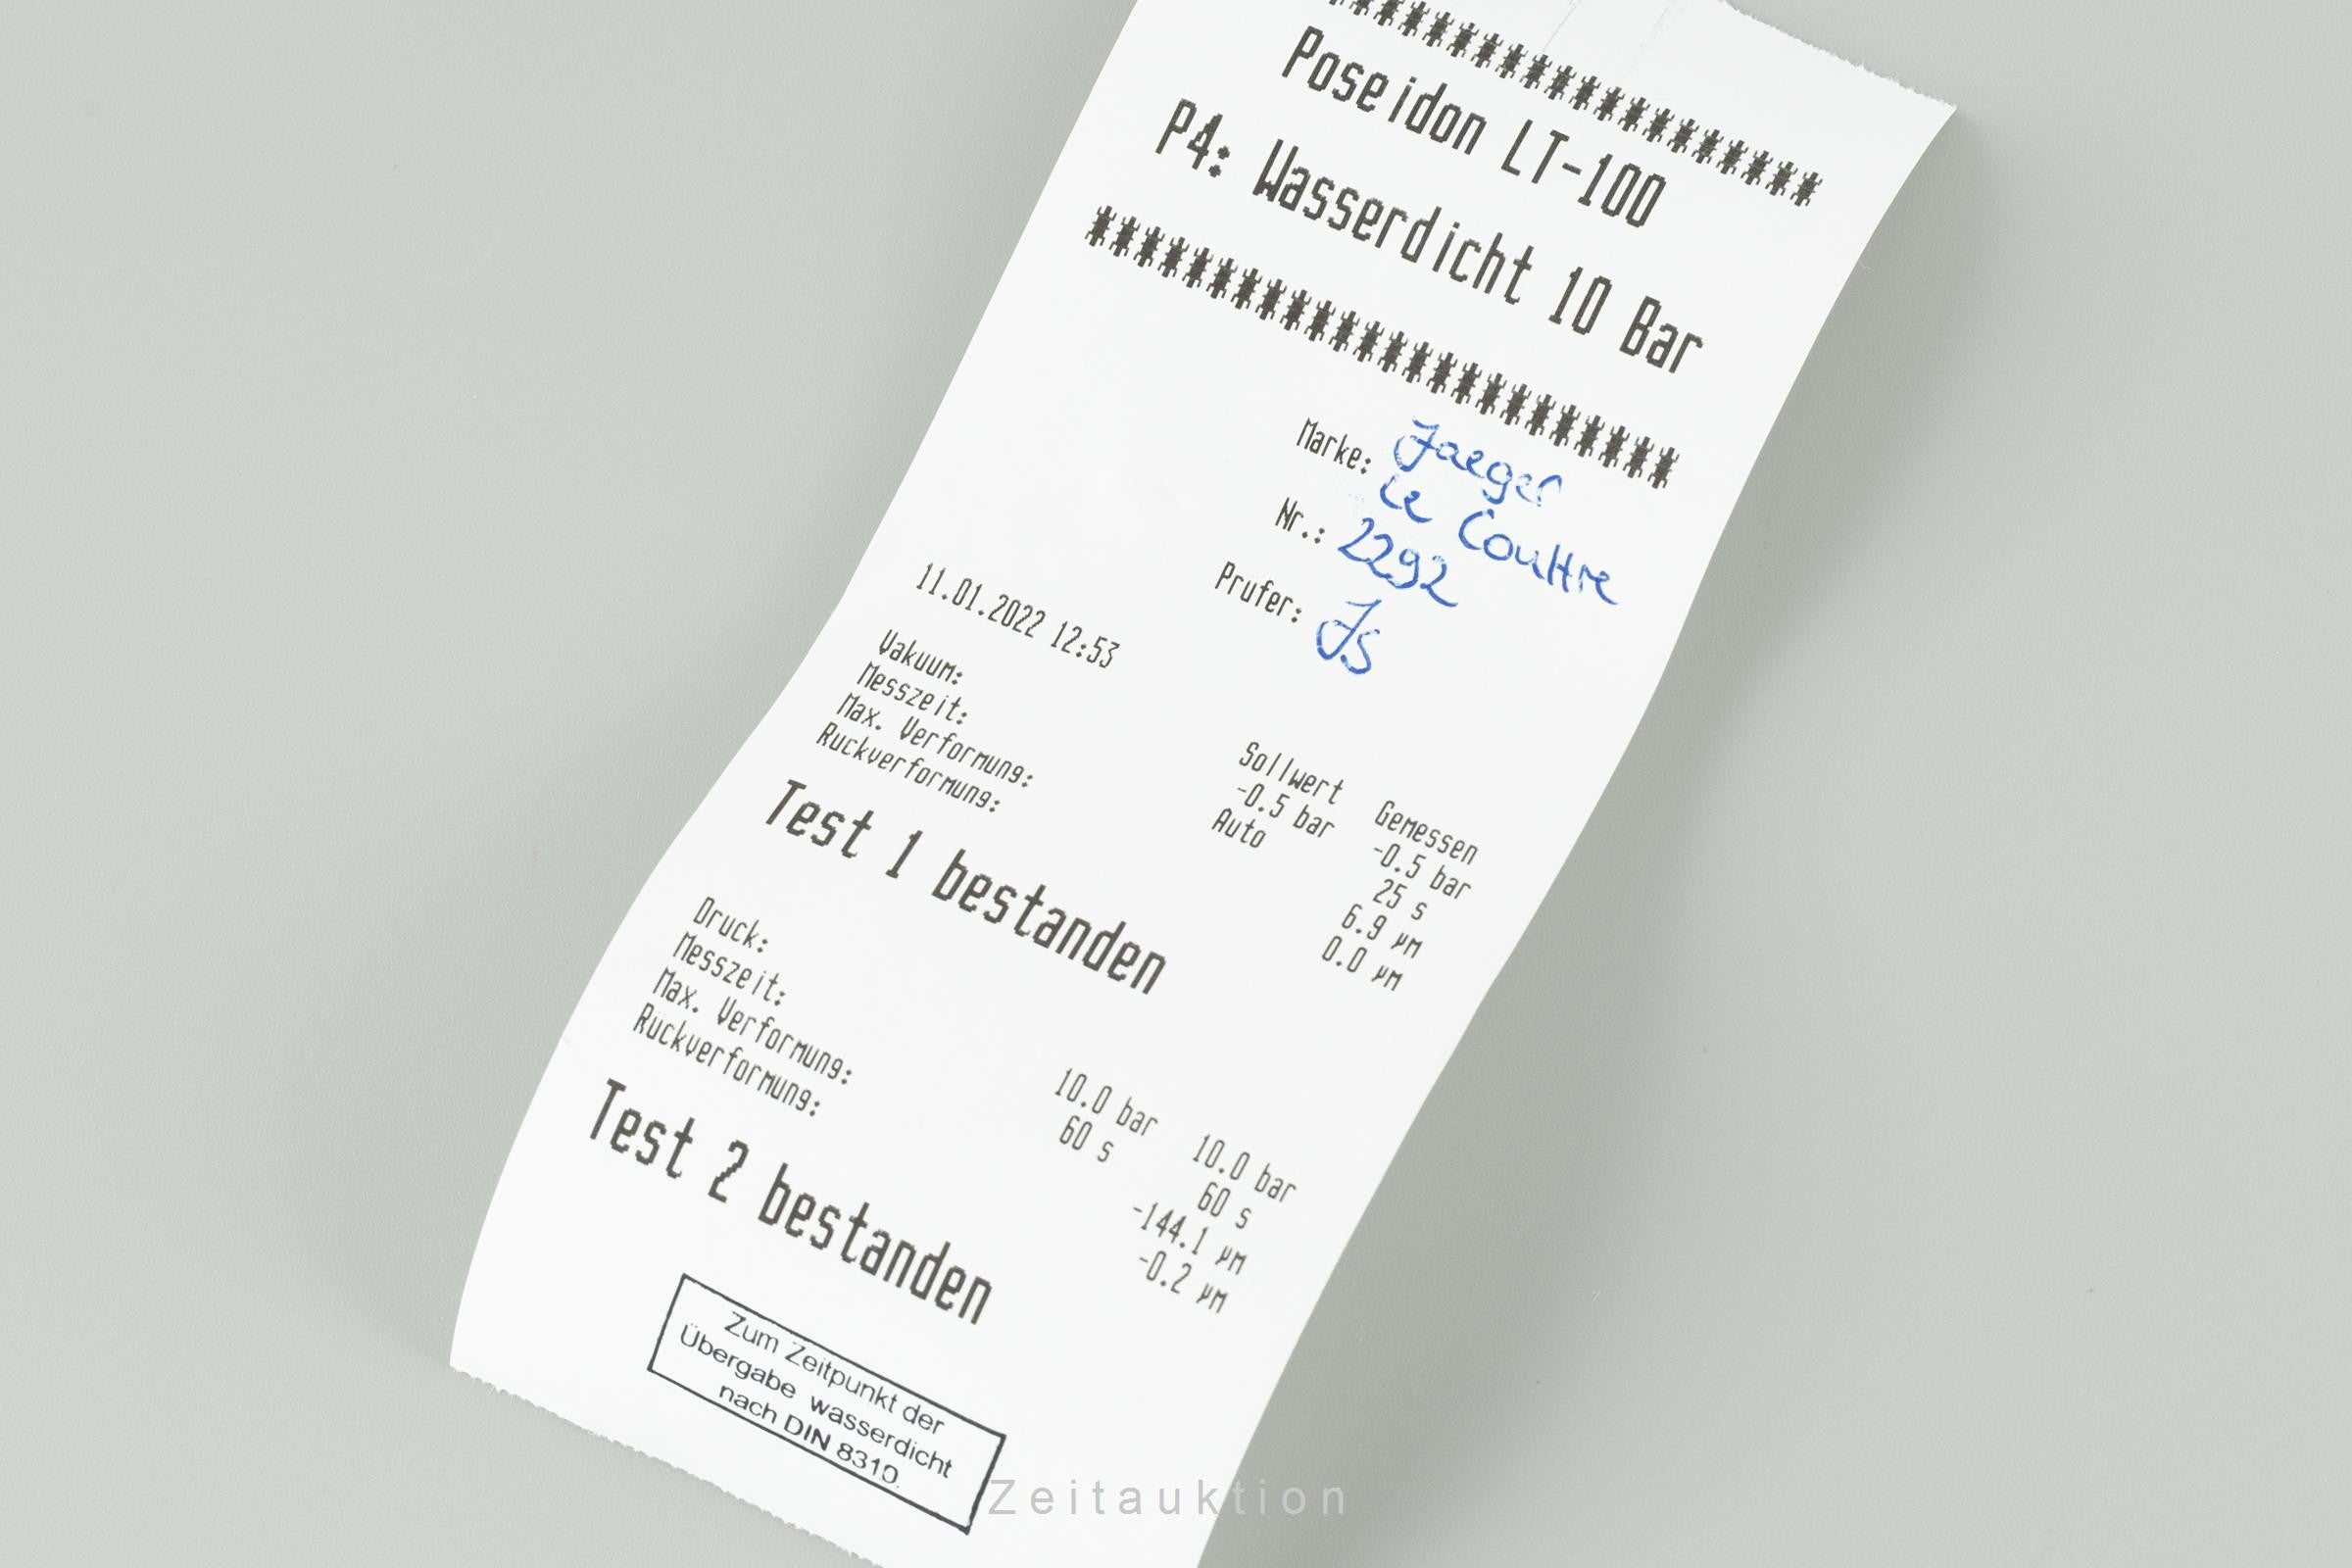 ********************
Poseidon LT-100
P4: Wasserdicht 10 Bar
***********************
Marke: Jaeger
Le Coultre
Nr.: 2292
Prufer: JS
11.01.2022 12:53
Sollwert Gemessen
Vakuum: -0.5 bar -0.5 bar
Messzeit: Auto 25 s
Max. Verformung: 6.9 µm
Ruckverformung: 0.0 µm
Test 1 bestanden
Druck: 10.0 bar 10.0 bar
Messzeit: 60 s 60 s
Max. Verformung: -144.1 µm
Rückverformung: -0.2 µm
Test 2 bestanden
Zum Zeitpunkt der
Übergabe wasserdicht
nach DIN 8310.
Zeitauktion